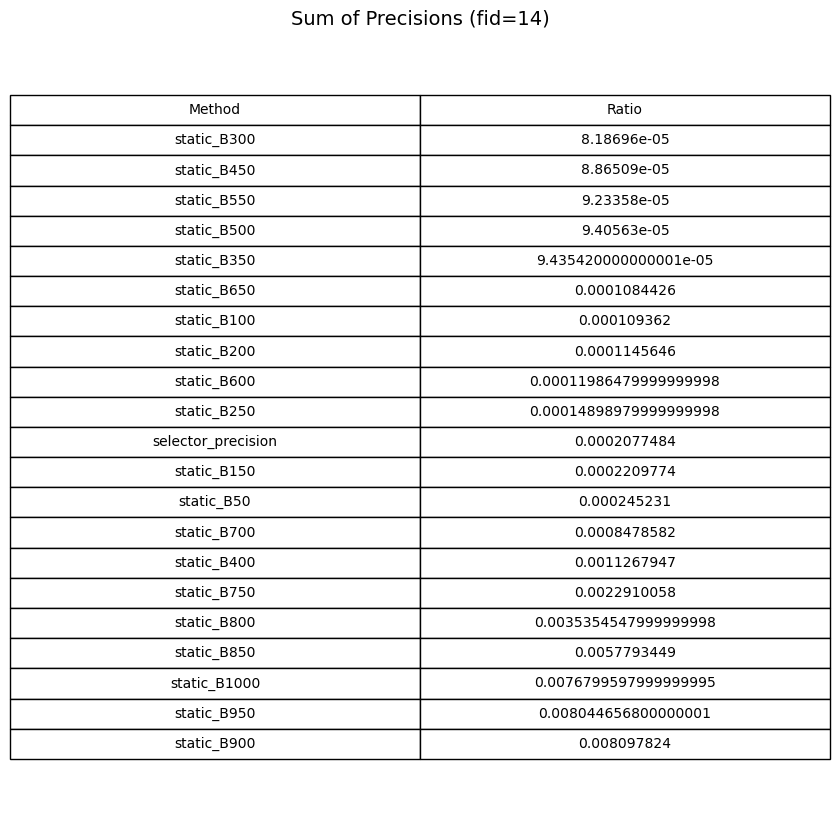 Sum of Precisions (fid=14)
Method Ratio
static_B300 8.18696e-05
static_B450 8.86509e-05
static_B550 9.23358e-05
static_B500 9.40563e-05
static_B350 9.435420000000001e-05
static_B650 0.0001084426
static_B100 0.000109362
static_B200 0.0001145646
static_B600 0.00011986479999999998
static_B250 0.00014898979999999998
selector_precision 0.0002077484
static_B150 0.0002209774
static_B50 0.000245231
static_B700 0.0008478582
static_B400 0.0011267947
static_B750 0.0022910058
static_B800 0.0035354547999999998
static_B850 0.0057793449
static_B1000 0.0076799597999999995
static_B950 0.008044656800000001
static_B900 0.008097824